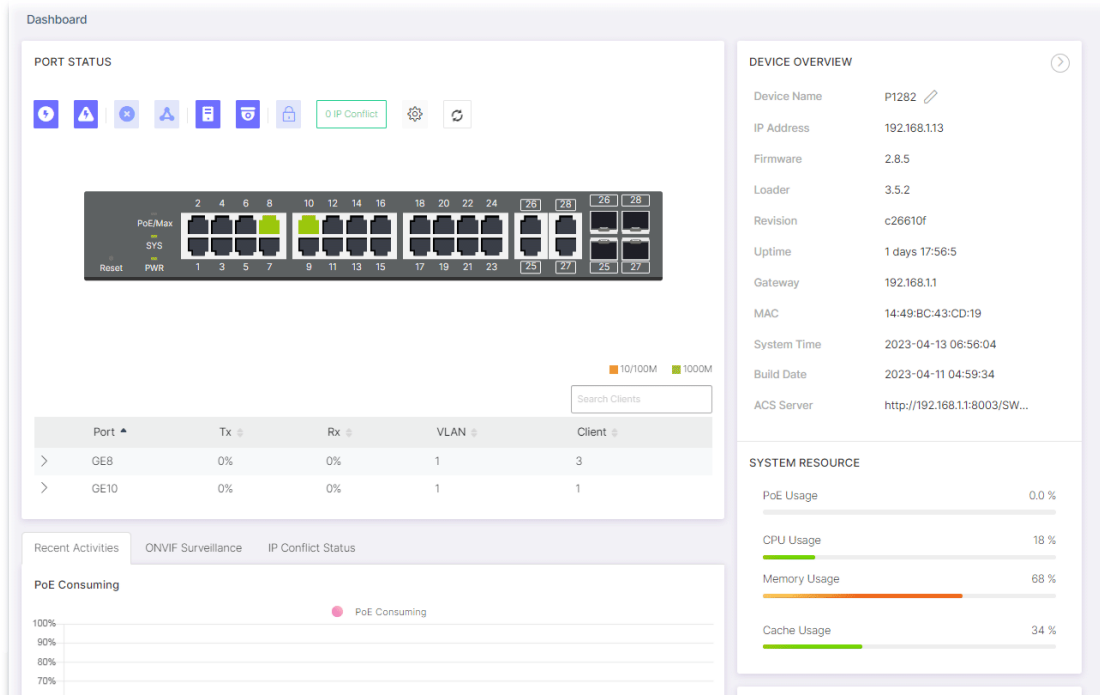 Dashboard
PORT STATUS
0 IP Conflict
2 4 6 8 10 12 14 16 18 20 22 24 26 28 26 28
PoE/Max
SYS
Reset PWR 1 3 5 7 9 11 13 15 17 19 21 23 25 27 25 27
10/100M 1000M
Search Clients
Port Tx Rx VLAN Client
GE8 0% 0% 1 3
GE10 0% 0% 1 1
Recent Activities ONVIF Surveillance IP Conflict Status
PoE Consuming
PoE Consuming
100%
90%
80%
70%
DEVICE OVERVIEW
Device Name P1282
IP Address 192.168.1.13
Firmware 2.8.5
Loader 3.5.2
Revision c26610f
Uptime 1 days 17:56:5
Gateway 192.168.1.1
MAC 14:49:BC:43:CD:19
System Time 2023-04-13 06:56:04
Build Date 2023-04-11 04:59:34
ACS Server http://192.168.1.1:8003/SW...
SYSTEM RESOURCE
PoE Usage 0.0 %
CPU Usage 18 %
Memory Usage 68 %
Cache Usage 34 %